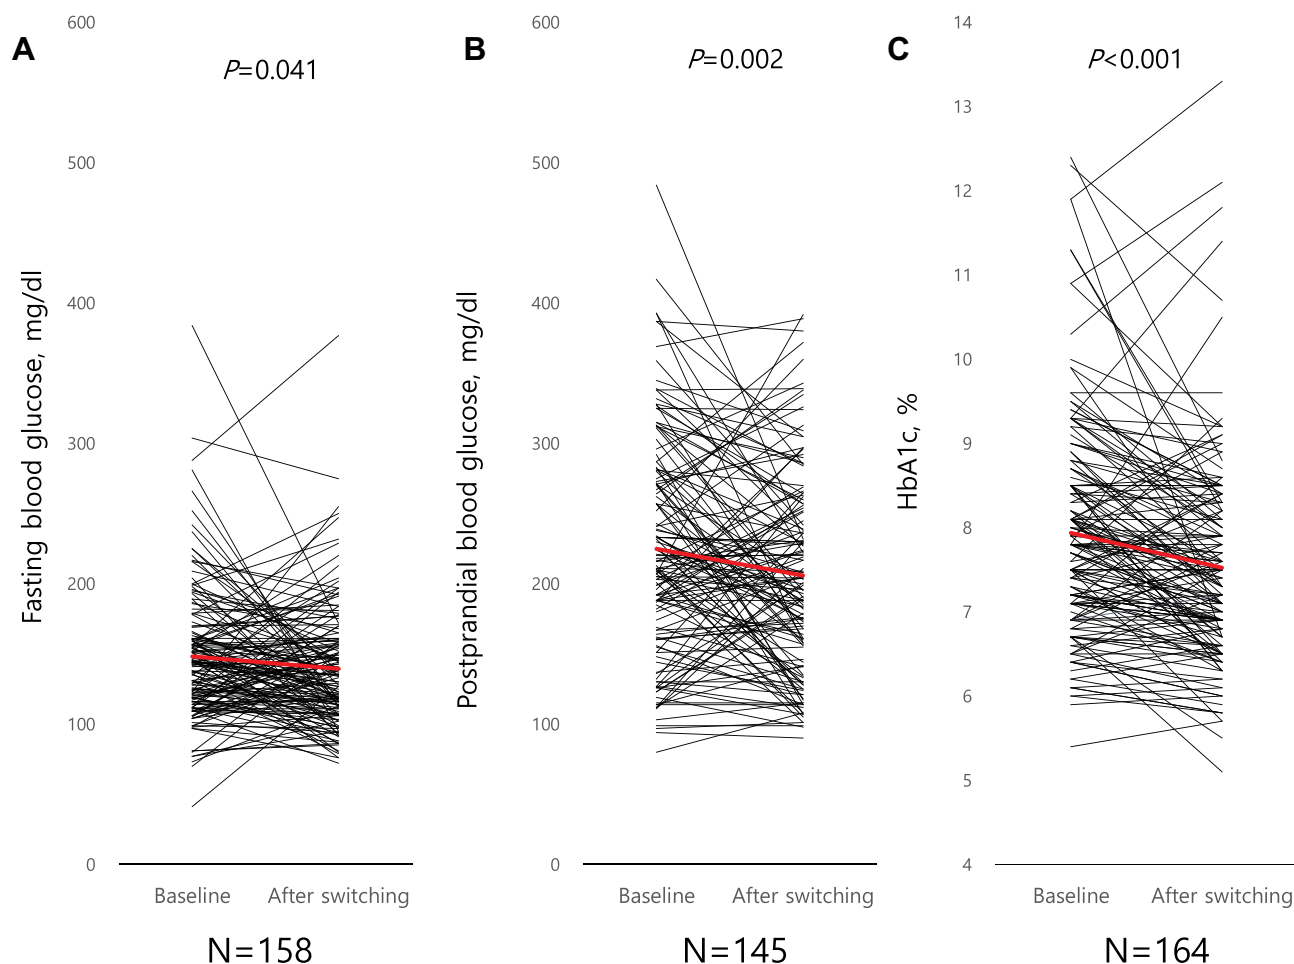 A
P=0.041
Fasting blood glucose, mg/dl
600
500
400
300
200
100
0
Baseline
After switching
N=158
B
P=0.002
Postprandial blood glucose, mg/dl
600
500
400
300
200
100
0
Baseline
After switching
N=145
C
P<0.001
HbA1c, %
14
13
12
11
10
9
8
7
6
5
4
Baseline
After switching
N=164